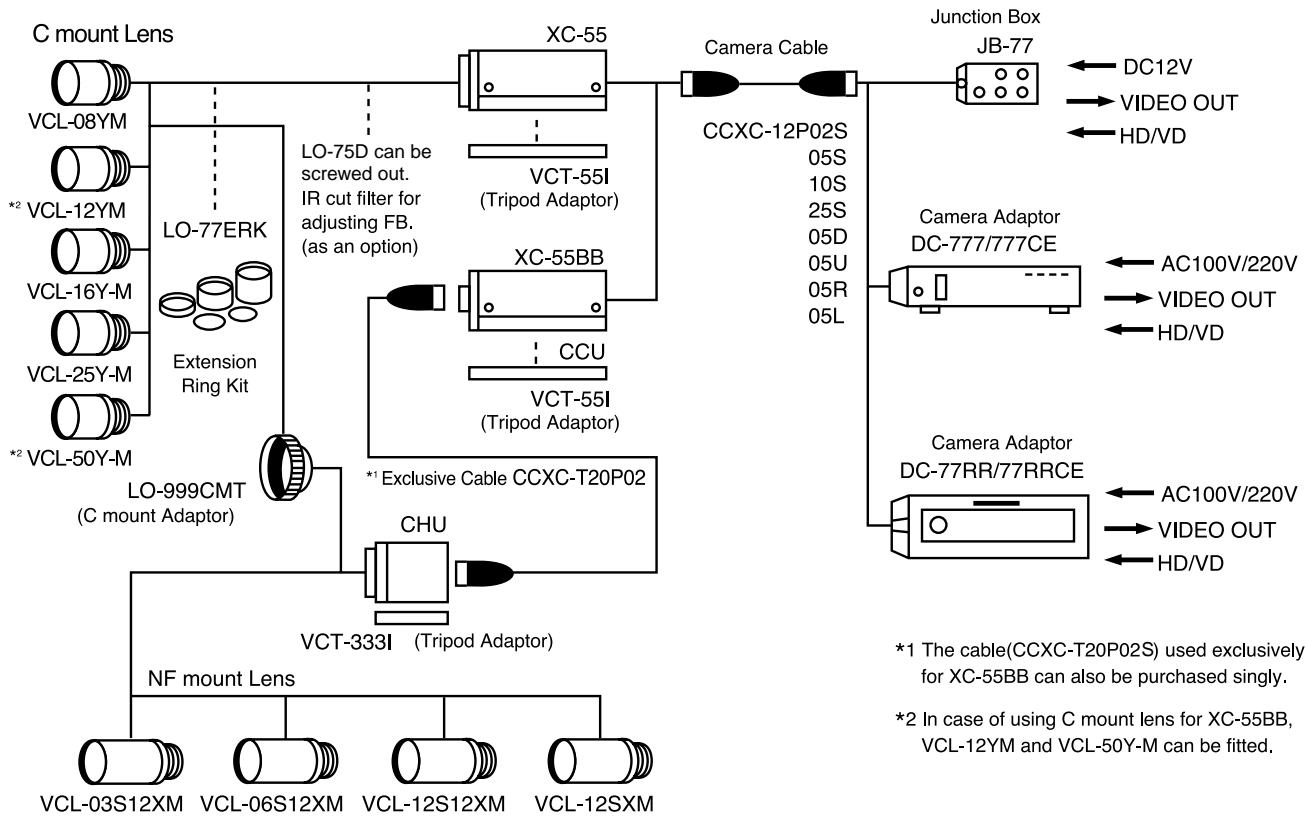 C mount Lens
VCL-08YM
*2 VCL-12YM
VCL-16Y-M
VCL-25Y-M
*2 VCL-50Y-M
LO-77ERK
Extension
Ring Kit
LO-75D can be
screwed out.
IR cut filter for
adjusting FB.
(as an option)
XC-55
VCT-55I
(Tripod Adaptor)
XC-55BB
CCU
VCT-55I
(Tripod Adaptor)
Camera Cable
CCXC-12P02S
05S
10S
25S
05D
05U
05R
05L
Junction Box
JB-77
DC12V
VIDEO OUT
HD/VD
Camera Adaptor
DC-777/777CE
AC100V/220V
VIDEO OUT
HD/VD
Camera Adaptor
DC-77RR/77RRCE
AC100V/220V
VIDEO OUT
HD/VD
LO-999CMT
(C mount Adaptor)
*1 Exclusive Cable CCXC-T20P02
CHU
VCT-333I (Tripod Adaptor)
NF mount Lens
VCL-03S12XM
VCL-06S12XM
VCL-12S12XM
VCL-12SXM
*1 The cable(CCXC-T20P02S) used exclusively
for XC-55BB can also be purchased singly.
*2 In case of using C mount lens for XC-55BB,
VCL-12YM and VCL-50Y-M can be fitted.